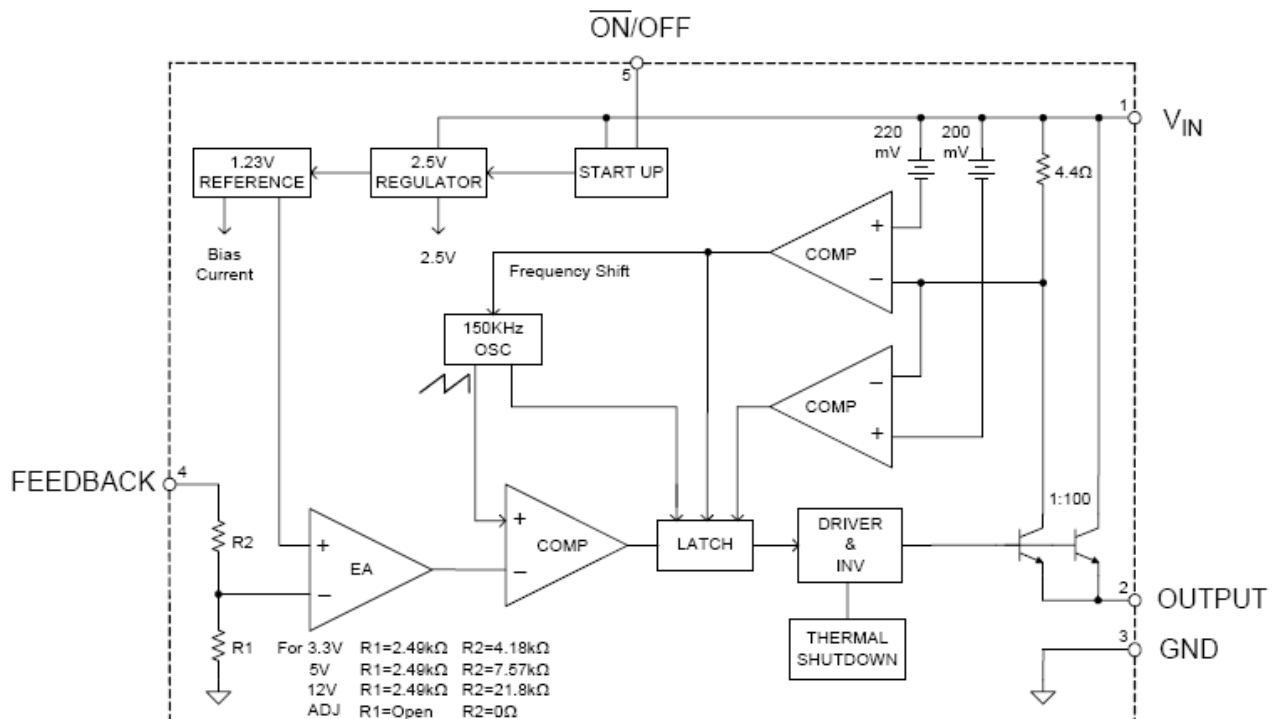 ON/OFF
5
1
VIN
220
mV
200
mV
1.23V
REFERENCE
2.5V
REGULATOR
START UP
4.4Ω
+
COMP
−
Bias
Current
2.5V
Frequency Shift
150KHz
OSC
−
COMP
+
FEEDBACK
4
1:100
R2
+
EA
−
+
COMP
−
LATCH
DRIVER
&
INV
2
OUTPUT
R1
THERMAL
SHUTDOWN
3
GND
For 3.3V R1=2.49kΩ R2=4.18kΩ
5V R1=2.49kΩ R2=7.57kΩ
12V R1=2.49kΩ R2=21.8kΩ
ADJ R1=Open R2=0Ω